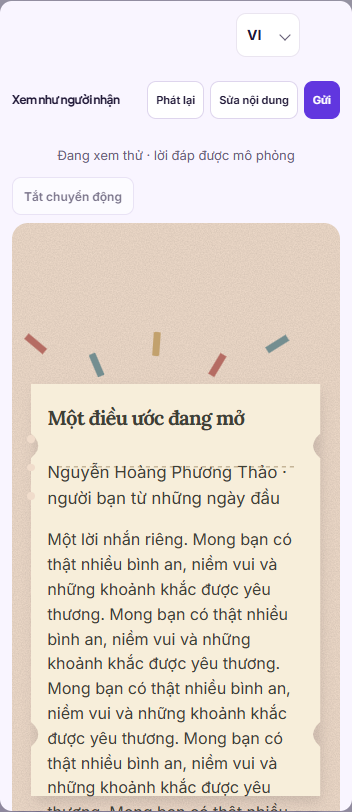 VI
Xem như người nhận
Phát lại
Sửa nội dung
Gửi
Đang xem thử · lời đáp được mô phỏng
Tắt chuyển động
Một điều ước đang mở
Nguyễn Hoàng Phương Thảo ·
người bạn từ những ngày đầu
Một lời nhắn riêng. Mong bạn có
thật nhiều bình an, niềm vui và
những khoảnh khắc được yêu
thương. Mong bạn có thật nhiều
bình an, niềm vui và những
khoảnh khắc được yêu thương.
Mong bạn có thật nhiều bình an,
niềm vui và những khoảnh khắc
được yêu thương. Mong bạn có
thật nhiều bình an, niềm vui và
những khoảnh khắc được yêu